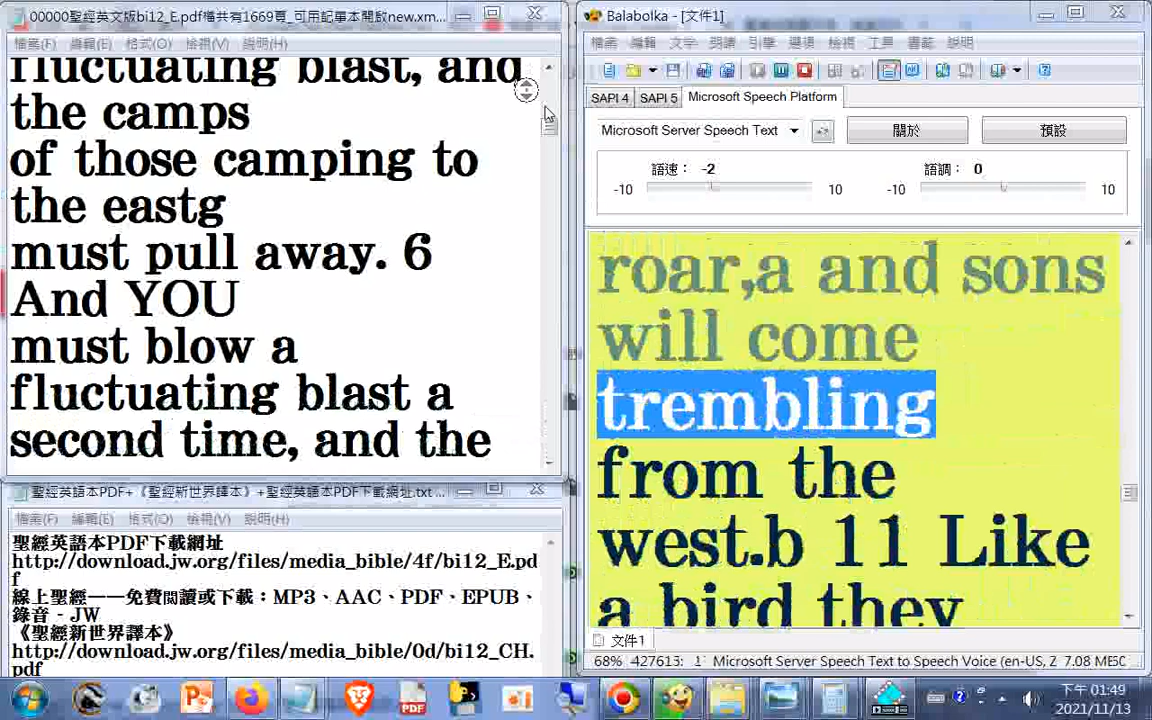 00000聖經英文版bi12_E.pdf檔共有1669頁_可用記事本開啟new.xm...
檔案(F) 編輯(E) 格式(O) 檢視(V) 說明(H)
fluctuating blast, and
the camps
of those camping to
the eastg
must pull away. 6
And YOU
must blow a
fluctuating blast a
second time, and the
聖經英語本PDF+《聖經新世界譯本》+聖經英語本PDF下載網址.txt ...
檔案(F) 編輯(E) 格式(O) 檢視(V) 說明(H)
聖經英語本PDF下載網址
http://download.jw.org/files/media_bible/4f/bi12_E.pd
f
線上聖經——免費閱讀或下載：MP3、AAC、PDF、EPUB、
錄音 - JW
《聖經新世界譯本》
http://download.jw.org/files/media_bible/0d/bi12_CH.
pdf
Balabolka - [文件1]
檔案 編輯 文字 朗讀 引擎 選項 檢視 工具 書籤 說明
SAPI 4 SAPI 5 Microsoft Speech Platform
Microsoft Server Speech Text 關於 預設
語速： -2 語調： 0
-10 10 -10 10
roar,a and sons
will come
trembling
from the
west.b 11 Like
a bird they
文件1
68% 427613: 1 Microsoft Server Speech Text to Speech Voice (en-US, Z 7.08 МБ
PDF
下午 01:49
2021/11/13